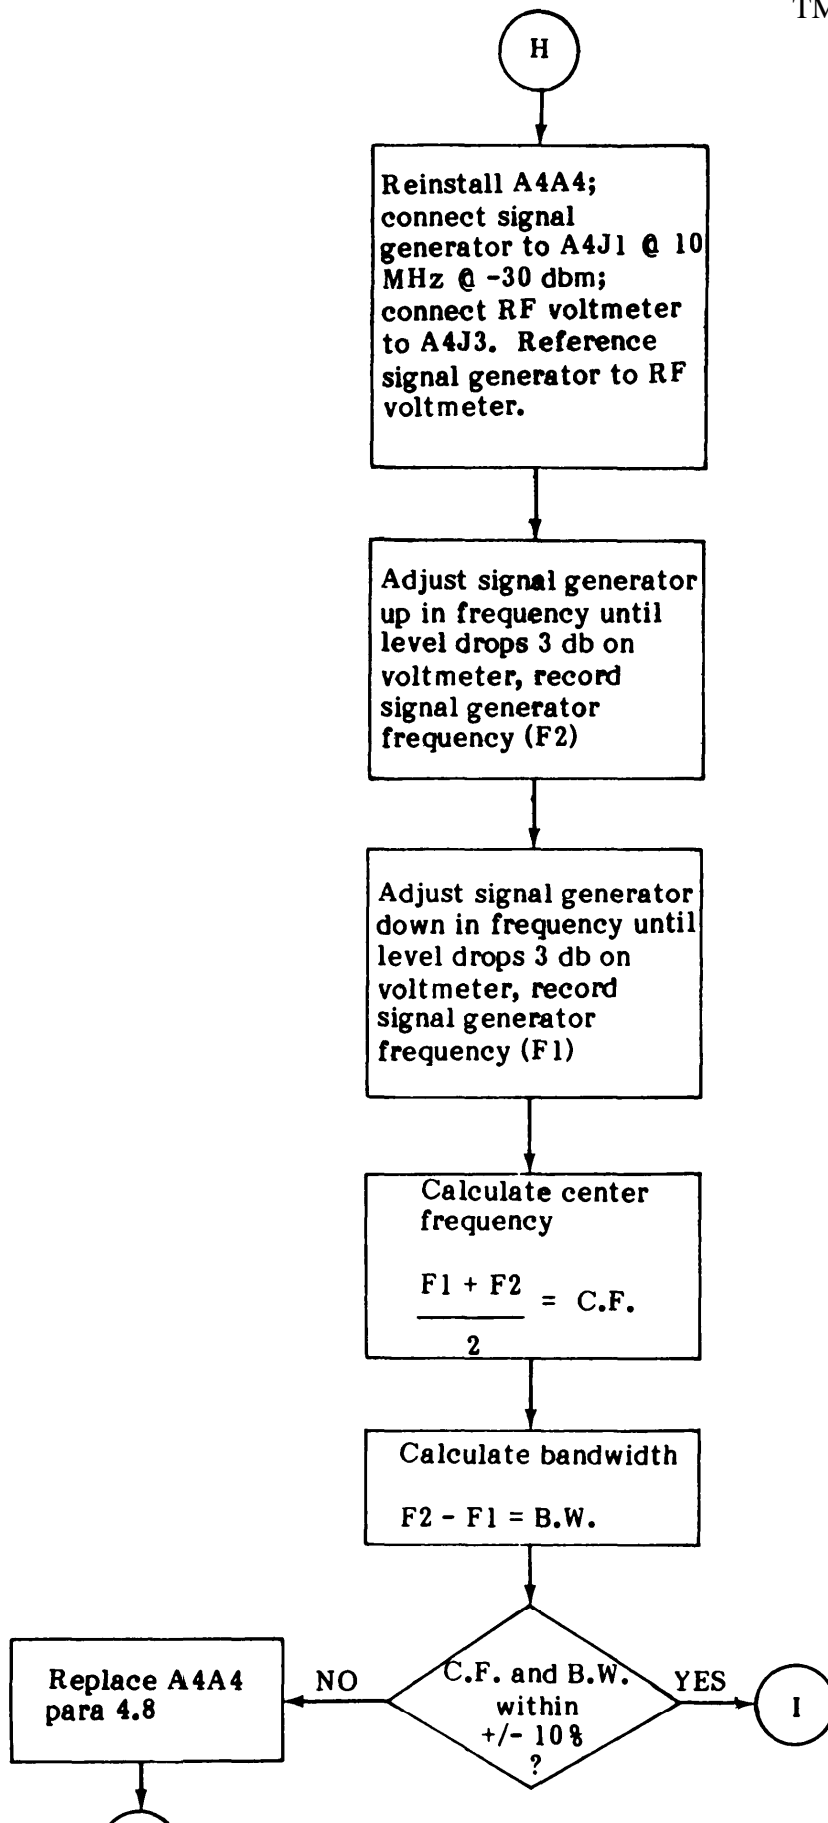 TM
H
Reinstall A4A4;
connect signal
generator to A4J1 @ 10
MHz @ -30 dbm;
connect RF voltmeter
to A4J3. Reference
signal generator to RF
voltmeter.
Adjust signal generator
up in frequency until
level drops 3 db on
voltmeter, record
signal generator
frequency (F2)
Adjust signal generator
down in frequency until
level drops 3 db on
voltmeter, record
signal generator
frequency (F1)
Calculate center
frequency
F1 + F2
= C.F.
2
Calculate bandwidth
F2 - F1 = B.W.
C.F. and B.W.
within
+/- 10%
?
NO
YES
Replace A4A4
para 4.8
I